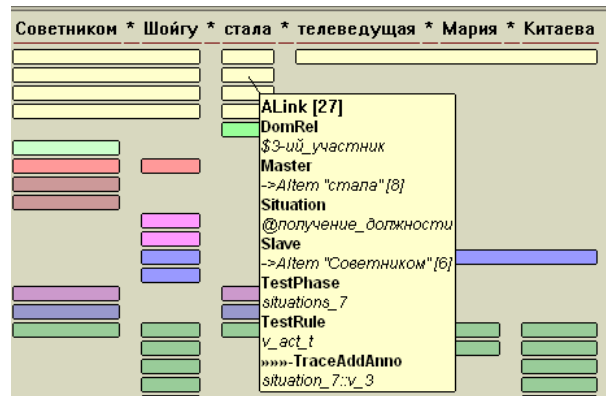 Советником * Шойгу * стала * телеведущая * Мария * Китаева
ALink [27]
DomRel
$3-ий_участник
Master
->AItem "стала" [8]
Situation
@получение_должности
Slave
->AItem "Советником" [6]
TestPhase
situations_7
TestRule
v_act_t
»»»-TraceAddAnno
situation_7::v_3